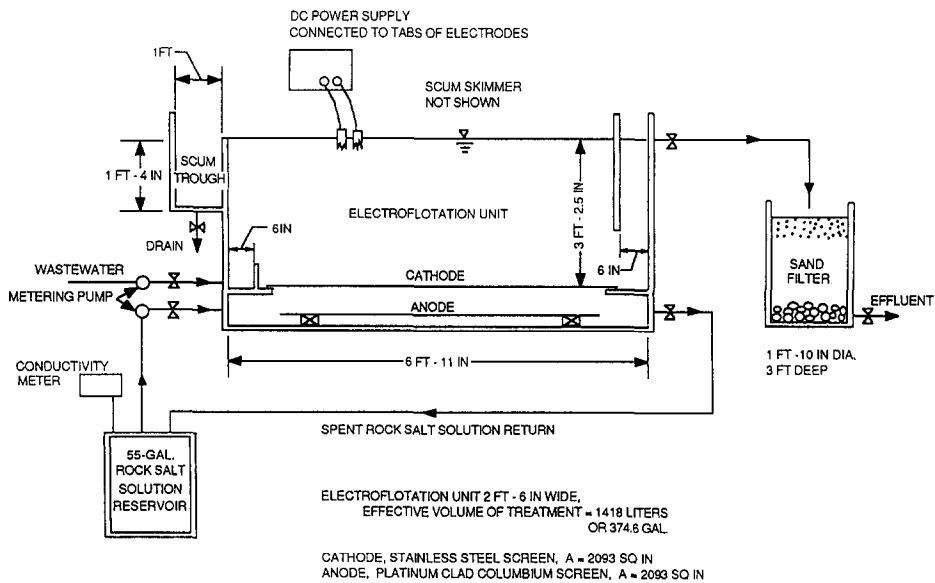 DC POWER SUPPLY
CONNECTED TO TABS OF ELECTRODES
1FT
SCUM SKIMMER
NOT SHOWN
1 FT - 4 IN
SCUM
TROUGH
ELECTROFLOTATION UNIT
3 FT - 2.5 IN
6IN
DRAIN
6 IN
WASTEWATER
CATHODE
SAND
FILTER
METERING PUMP
ANODE
EFFLUENT
6 FT - 11 IN
1 FT -10 IN DIA.
3 FT DEEP
CONDUCTIVITY
METER
SPENT ROCK SALT SOLUTION RETURN
55-GAL.
ROCK SALT
SOLUTION
RESERVOIR
ELECTROFLOTATION UNIT 2 FT - 6 IN WIDE,
EFFECTIVE VOLUME OF TREATMENT = 1418 LITERS
OR 374.6 GAL.
CATHODE, STAINLESS STEEL SCREEN, A = 2093 SQ IN
ANODE, PLATINUM CLAD COLUMBIUM SCREEN, A = 2093 SQ IN